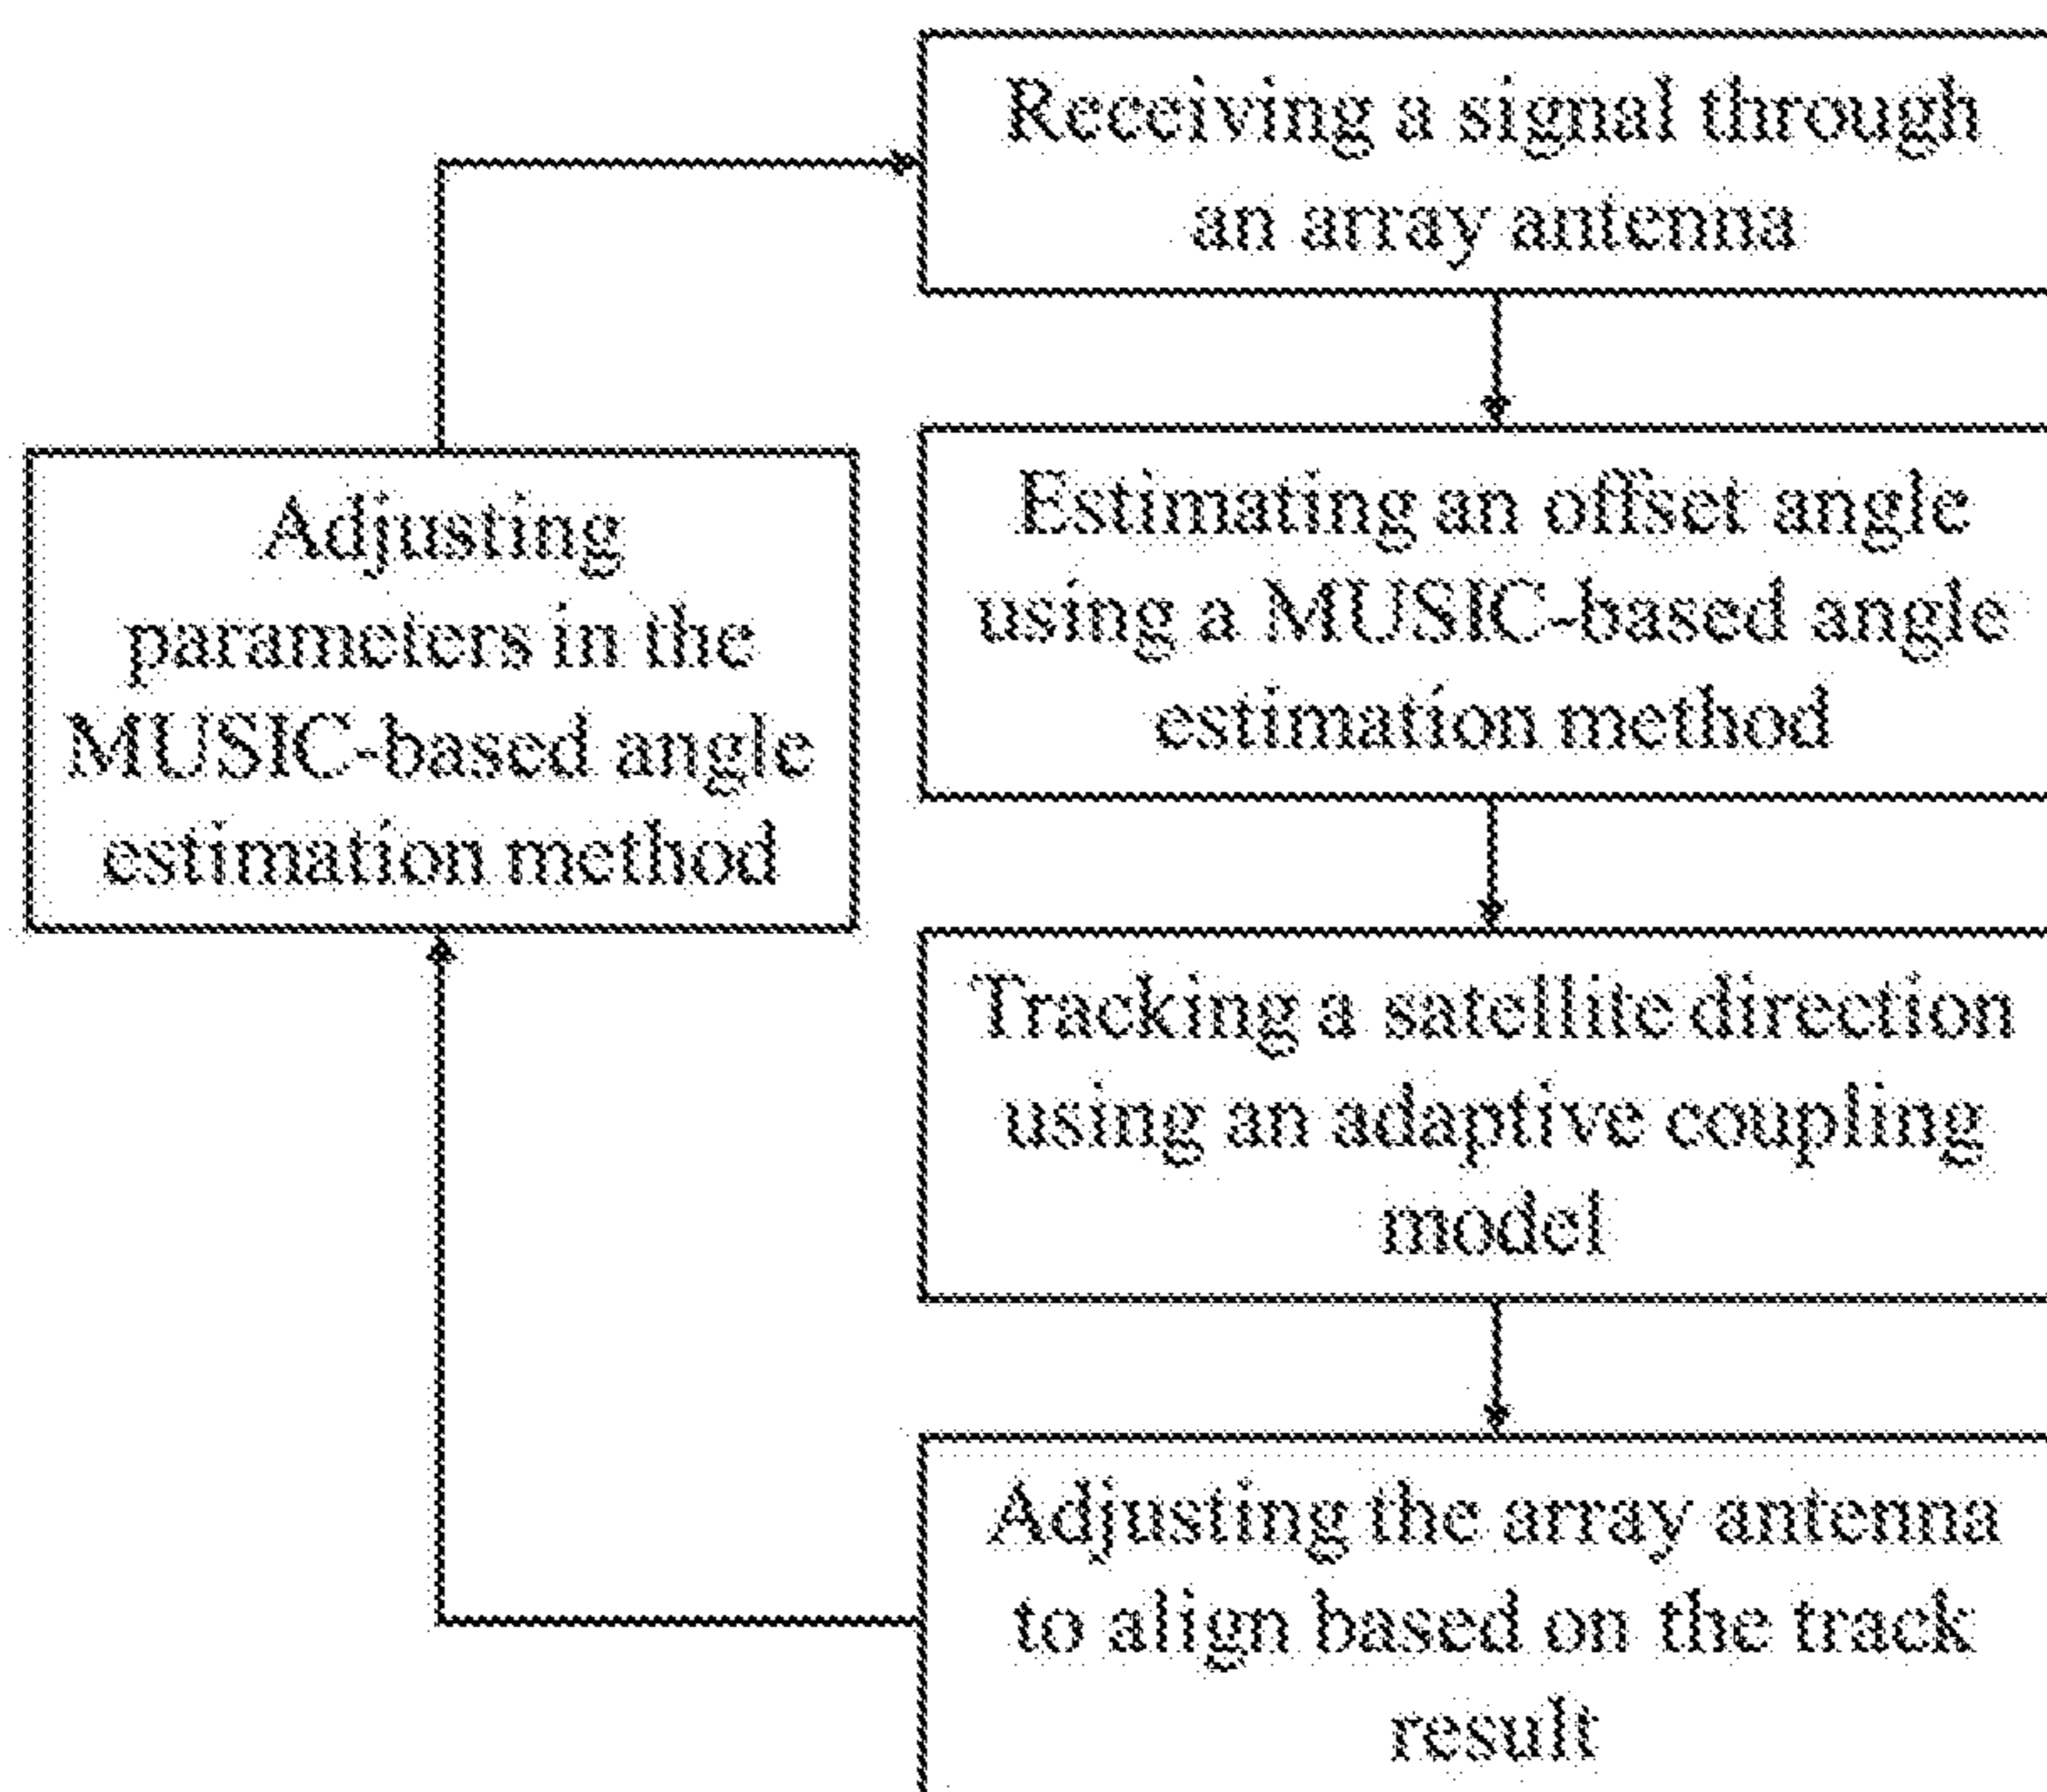 Receiving a signal through
an array antenna
Estimating an offset angle
using a MUSIC-based angle
estimation method
Tracking a satellite direction
using an adaptive coupling
model
Adjusting the array antenna
to align based on the track
result
Adjusting
parameters in the
MUSIC-based angle
estimation method